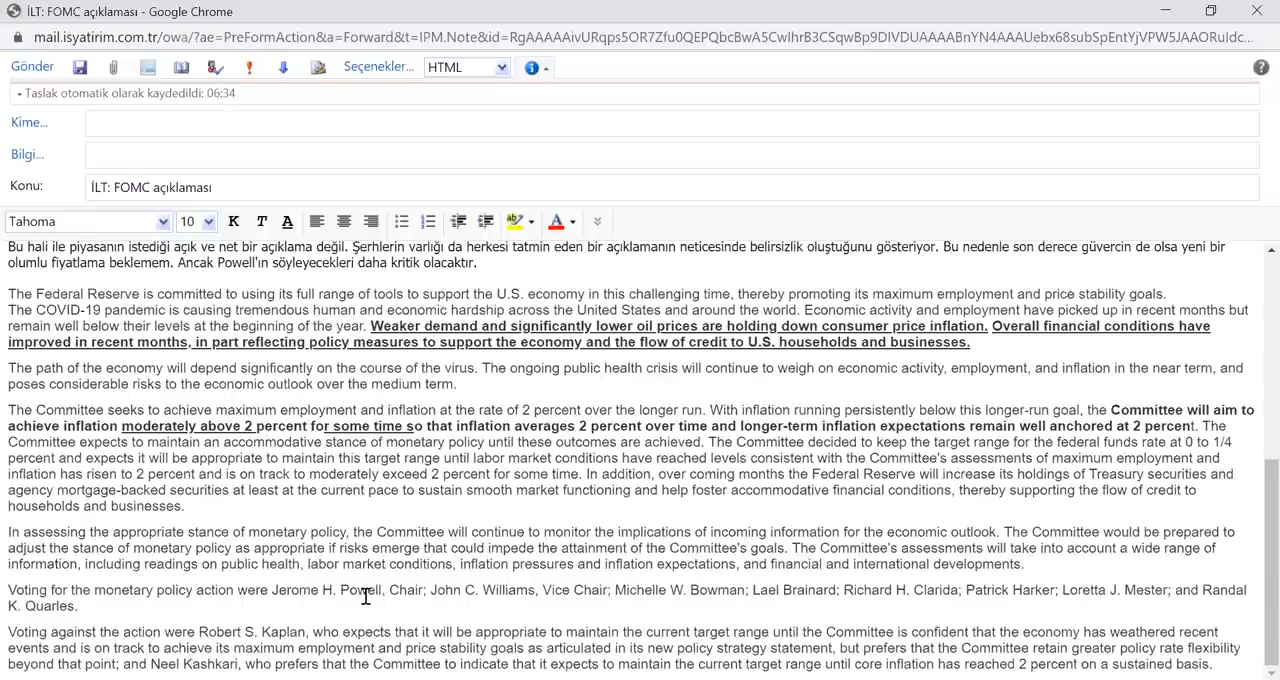 İLT: FOMC açıklaması - Google Chrome
mail.isyatirim.com.tr/owa/?ae=PreFormAction&a=Forward&t=IPM.Note&id=RgAAAAAivURqps5OR7Zfu0QEPQbcBwA5CwIhrB3CSqwBp9DIVDUAAAABnYN4AAAUebx68subSpEntYjVPW5JAAORuIdc...
Gönder Seçenekler... HTML
- Taslak otomatik olarak kaydedildi: 06:34
Kime...
Bilgi...
Konu: İLT: FOMC açıklaması
Tahoma 10 K T A
Bu hali ile piyasanın istediği açık ve net bir açıklama değil. Şerhlerin varlığı da herkesi tatmin eden bir açıklamanın neticesinde belirsizlik oluştuğunu gösteriyor. Bu nedenle son derece güvercin de olsa yeni bir
olumlu fiyatlama beklemem. Ancak Powell'ın söyleyecekleri daha kritik olacaktır.
The Federal Reserve is committed to using its full range of tools to support the U.S. economy in this challenging time, thereby promoting its maximum employment and price stability goals.
The COVID-19 pandemic is causing tremendous human and economic hardship across the United States and around the world. Economic activity and employment have picked up in recent months but
remain well below their levels at the beginning of the year. Weaker demand and significantly lower oil prices are holding down consumer price inflation. Overall financial conditions have
improved in recent months, in part reflecting policy measures to support the economy and the flow of credit to U.S. households and businesses.
The path of the economy will depend significantly on the course of the virus. The ongoing public health crisis will continue to weigh on economic activity, employment, and inflation in the near term, and
poses considerable risks to the economic outlook over the medium term.
The Committee seeks to achieve maximum employment and inflation at the rate of 2 percent over the longer run. With inflation running persistently below this longer-run goal, the Committee will aim to
achieve inflation moderately above 2 percent for some time so that inflation averages 2 percent over time and longer-term inflation expectations remain well anchored at 2 percent. The
Committee expects to maintain an accommodative stance of monetary policy until these outcomes are achieved. The Committee decided to keep the target range for the federal funds rate at 0 to 1/4
percent and expects it will be appropriate to maintain this target range until labor market conditions have reached levels consistent with the Committee's assessments of maximum employment and
inflation has risen to 2 percent and is on track to moderately exceed 2 percent for some time. In addition, over coming months the Federal Reserve will increase its holdings of Treasury securities and
agency mortgage-backed securities at least at the current pace to sustain smooth market functioning and help foster accommodative financial conditions, thereby supporting the flow of credit to
households and businesses.
In assessing the appropriate stance of monetary policy, the Committee will continue to monitor the implications of incoming information for the economic outlook. The Committee would be prepared to
adjust the stance of monetary policy as appropriate if risks emerge that could impede the attainment of the Committee's goals. The Committee's assessments will take into account a wide range of
information, including readings on public health, labor market conditions, inflation pressures and inflation expectations, and financial and international developments.
Voting for the monetary policy action were Jerome H. Powell, Chair; John C. Williams, Vice Chair; Michelle W. Bowman; Lael Brainard; Richard H. Clarida; Patrick Harker; Loretta J. Mester; and Randal
K. Quarles.
Voting against the action were Robert S. Kaplan, who expects that it will be appropriate to maintain the current target range until the Committee is confident that the economy has weathered recent
events and is on track to achieve its maximum employment and price stability goals as articulated in its new policy strategy statement, but prefers that the Committee retain greater policy rate flexibility
beyond that point; and Neel Kashkari, who prefers that the Committee to indicate that it expects to maintain the current target range until core inflation has reached 2 percent on a sustained basis.